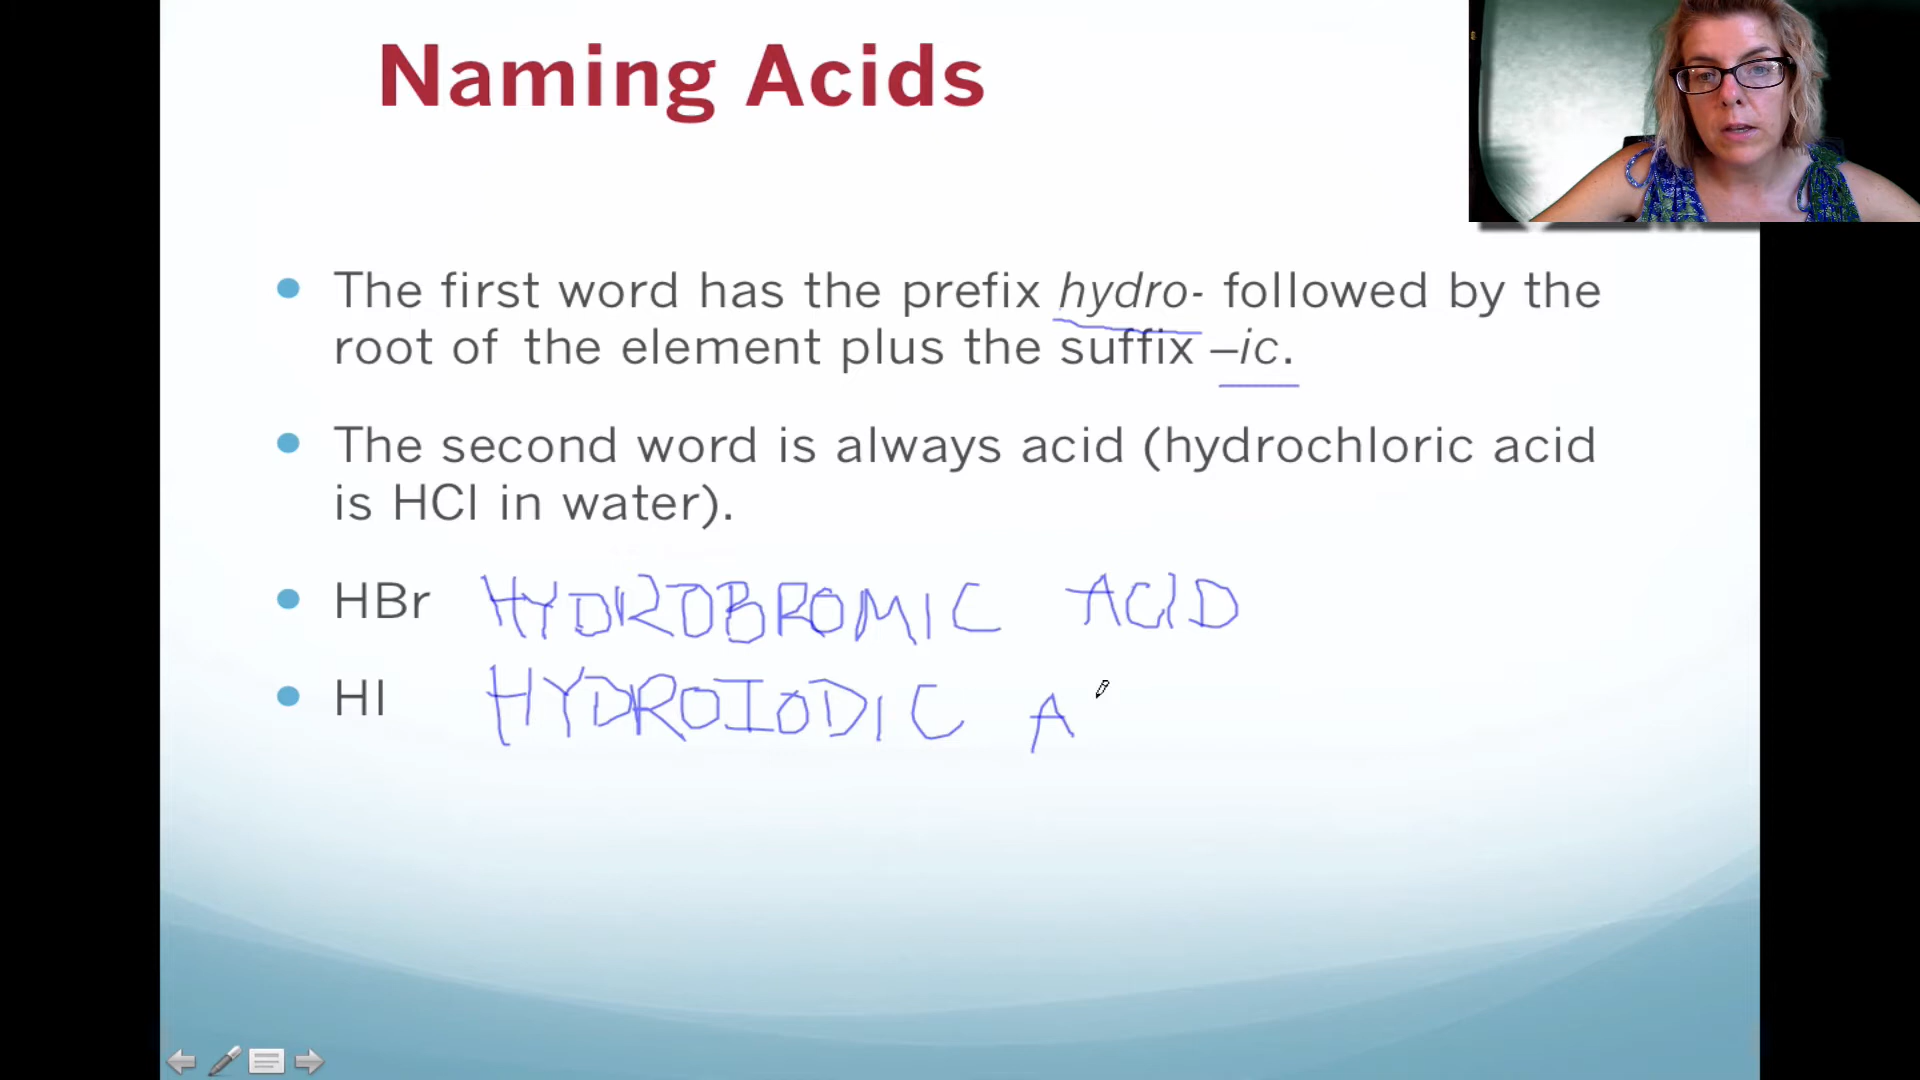 Naming Acids
The first word has the prefix hydro- followed by the
root of the element plus the suffix –ic.
The second word is always acid (hydrochloric acid
is HCl in water).
HBr HYDROBROMIC ACID
HI HYDROIODIC A